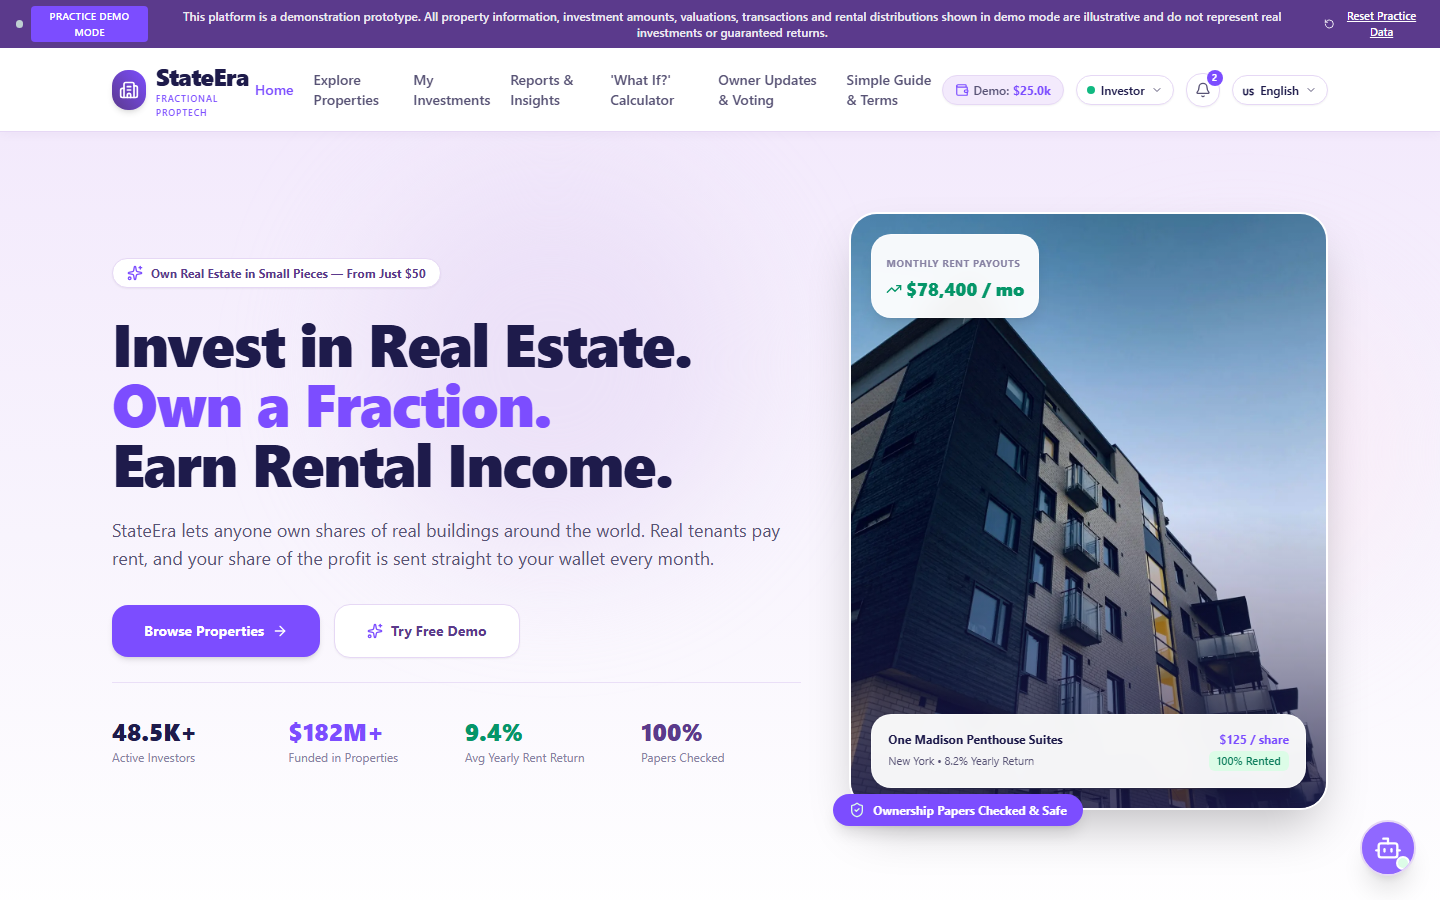 PRACTICE DEMO
MODE
This platform is a demonstration prototype. All property information, investment amounts, valuations, transactions and rental distributions shown in demo mode are illustrative and do not represent real
investments or guaranteed returns.
Reset Practice
Data
StateEra
FRACTIONAL
PROPTECH
Home
Explore
Properties
My
Investments
Reports &
Insights
'What If?'
Calculator
Owner Updates
& Voting
Simple Guide
& Terms
Demo: $25.0k
Investor
2
us English
Own Real Estate in Small Pieces — From Just $50
Invest in Real Estate.
Own a Fraction.
Earn Rental Income.
StateEra lets anyone own shares of real buildings around the world. Real tenants pay
rent, and your share of the profit is sent straight to your wallet every month.
Browse Properties
Try Free Demo
48.5K+
Active Investors
$182M+
Funded in Properties
9.4%
Avg Yearly Rent Return
100%
Papers Checked
MONTHLY RENT PAYOUTS
$78,400 / mo
One Madison Penthouse Suites
$125 / share
New York • 8.2% Yearly Return
100% Rented
Ownership Papers Checked & Safe